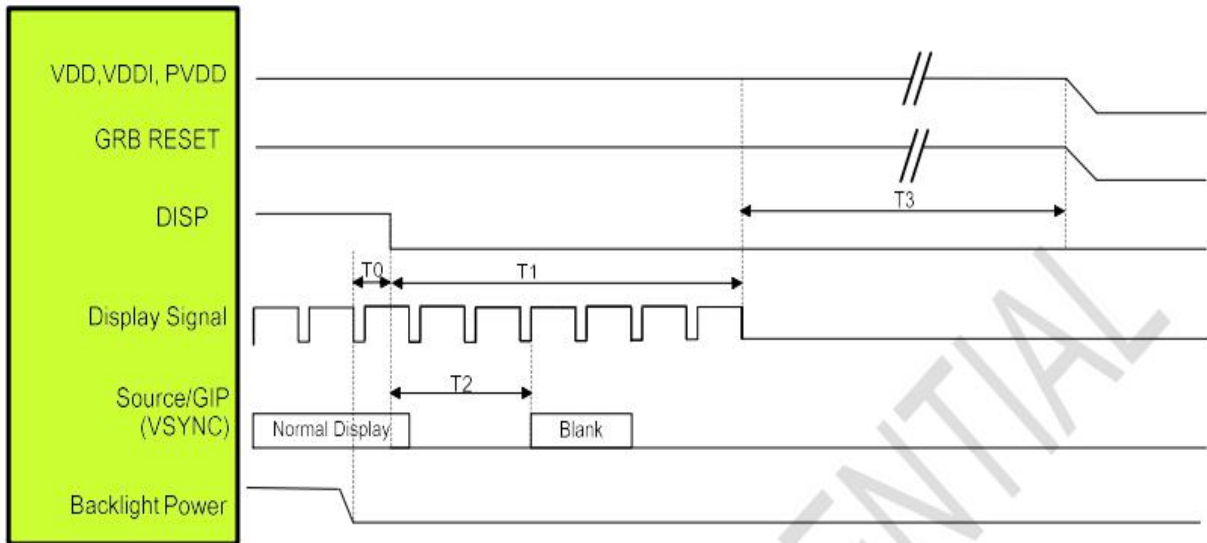 VDD,VDDI, PVDD
GRB RESET
T3
DISP
T0
T1
Display Signal
T2
Source/GIP
(VSYNC)
Normal Display
Blank
Backlight Power
ENTIAL